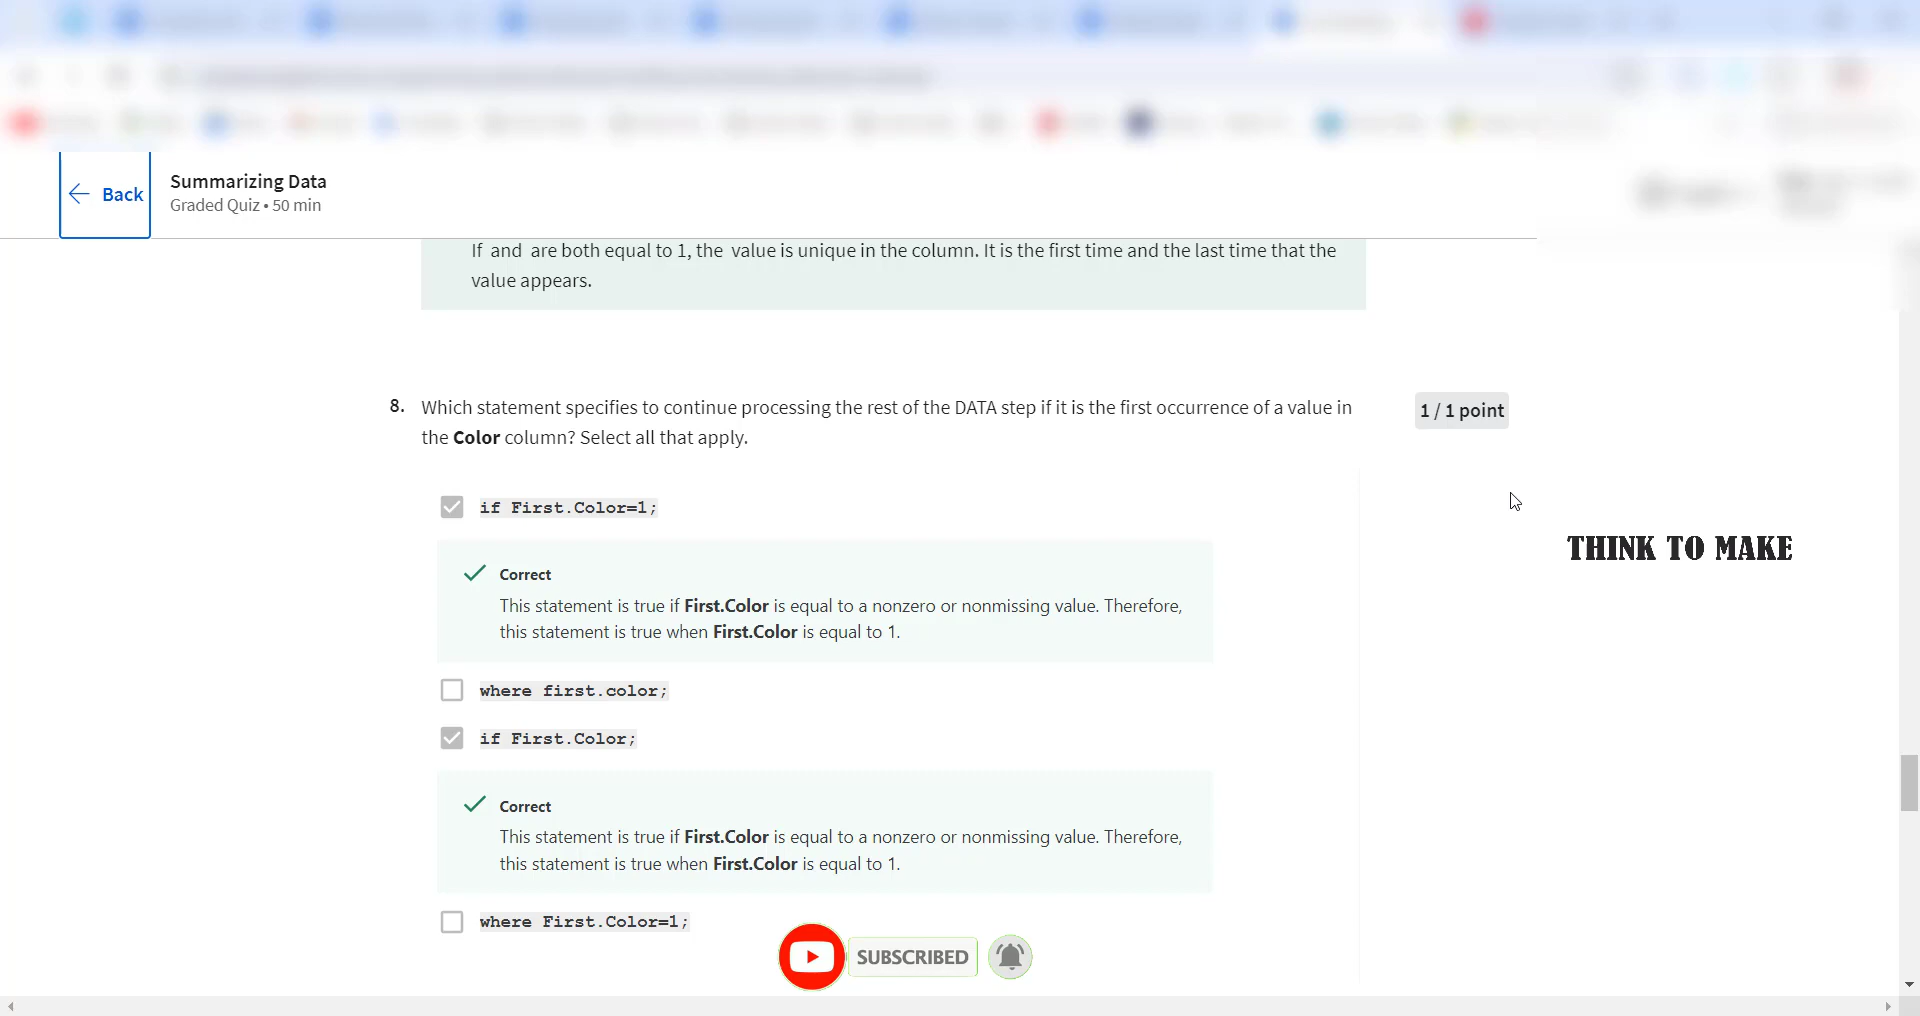 Back
Summarizing Data
Graded Quiz • 50 min
If and are both equal to 1, the value is unique in the column. It is the first time and the last time that the
value appears.
8. Which statement specifies to continue processing the rest of the DATA step if it is the first occurrence of a value in
the Color column? Select all that apply.
1 / 1 point
if First.Color=1;
Correct
This statement is true if First.Color is equal to a nonzero or nonmissing value. Therefore,
this statement is true when First.Color is equal to 1.
where first.color;
if First.Color;
Correct
This statement is true if First.Color is equal to a nonzero or nonmissing value. Therefore,
this statement is true when First.Color is equal to 1.
where First.Color=1;
THINK TO MAKE
SUBSCRIBED